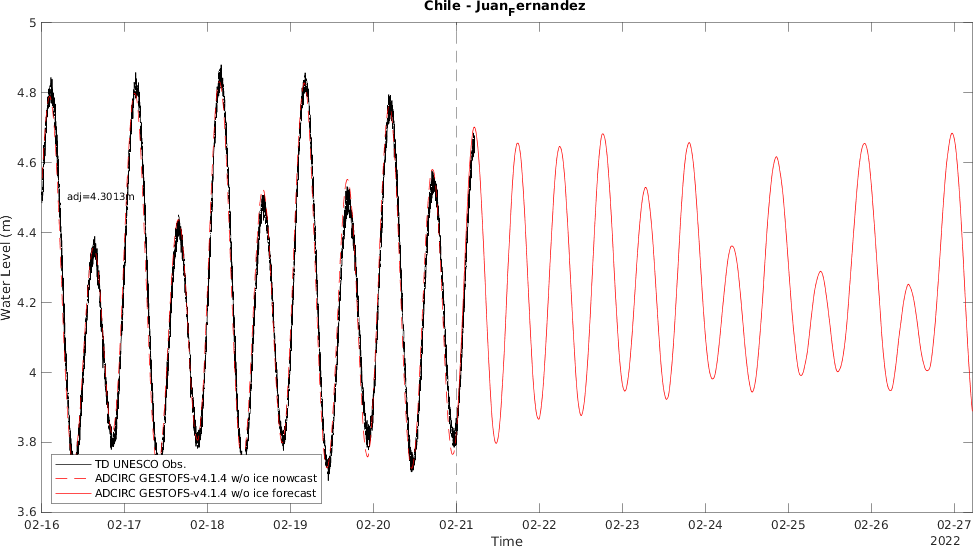 Chile - JuanFernandez
5
4.8
4.6
4.4
4.2
4
3.8
3.6
Water Level (m)
adj=4.3013m
TD UNESCO Obs.
ADCIRC GESTOFS-v4.1.4 w/o ice nowcast
ADCIRC GESTOFS-v4.1.4 w/o ice forecast
02-16 02-17 02-18 02-19 02-20 02-21 02-22 02-23 02-24 02-25 02-26 02-27
Time
2022